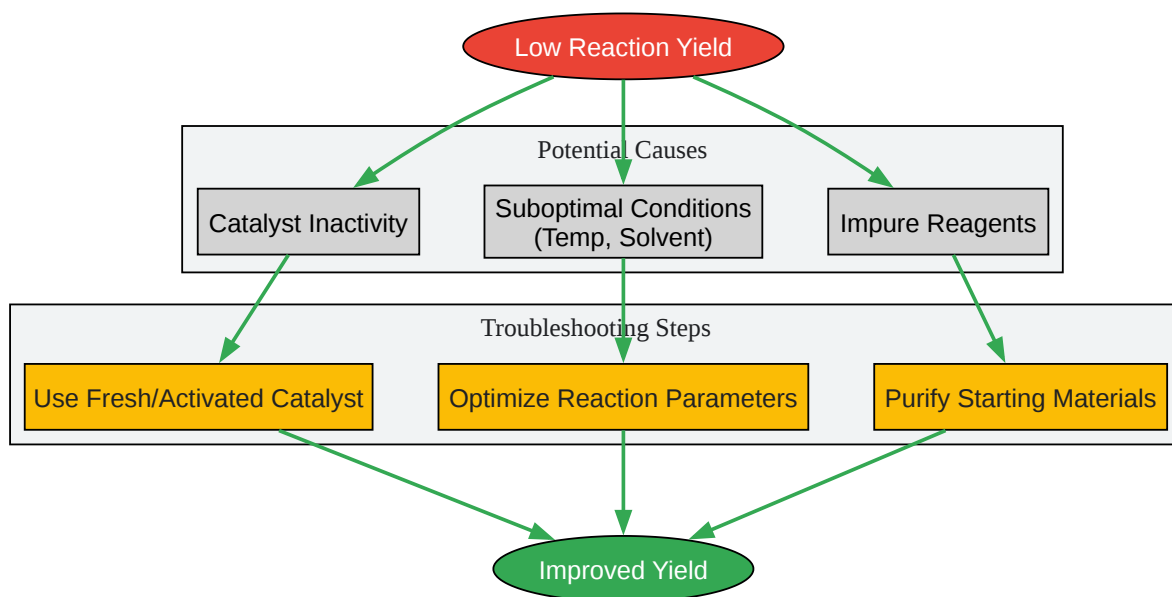 Low Reaction Yield
Potential Causes
Catalyst Inactivity
Suboptimal Conditions
(Temp, Solvent)
Impure Reagents
Troubleshooting Steps
Use Fresh/Activated Catalyst
Optimize Reaction Parameters
Purify Starting Materials
Improved Yield